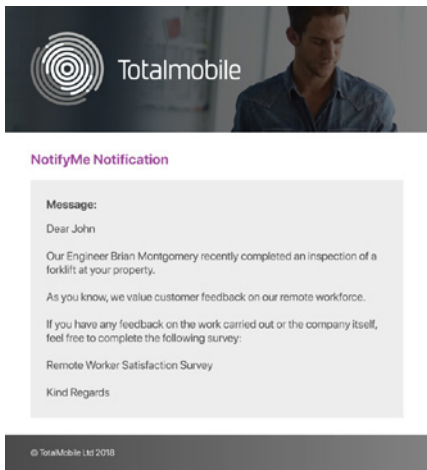 Totalmobile
NotifyMe Notification
Message:
Dear John
Our Engineer Brian Montgomery recently completed an inspection of a
forklift at your property.
As you know, we value customer feedback on our remote workforce.
If you have any feedback on the work carried out or the company itself,
feel free to complete the following survey:
Remote Worker Satisfaction Survey
Kind Regards
© TotalMobile Ltd 2018